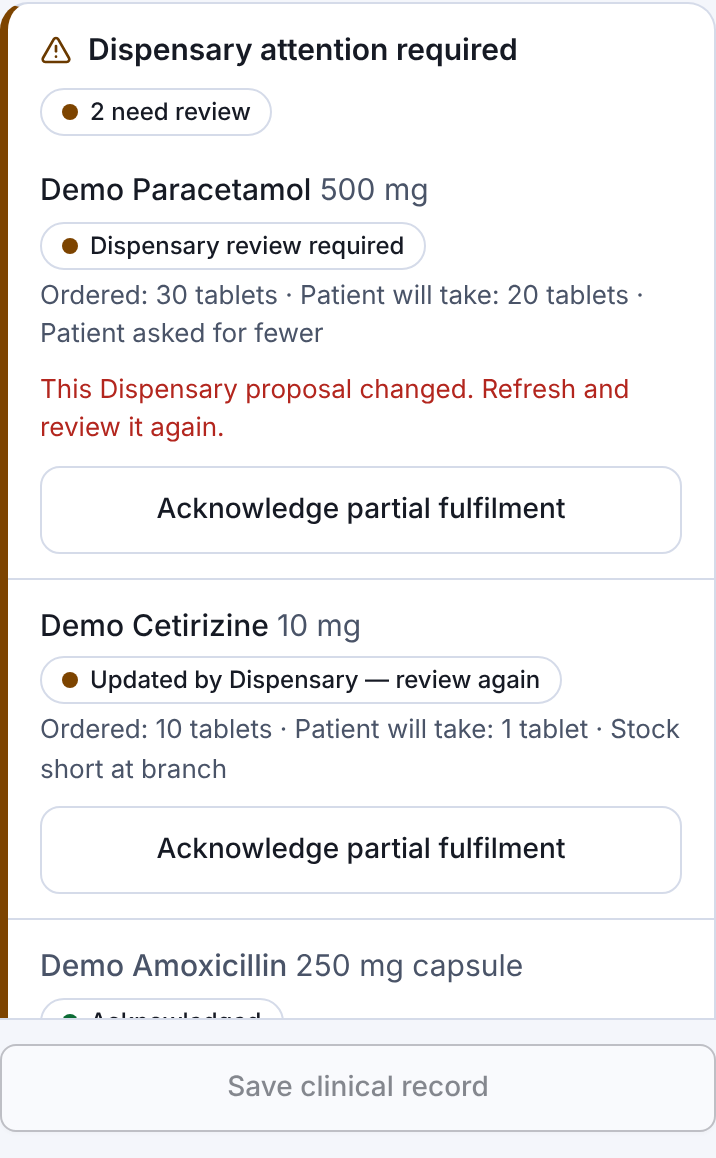 Dispensary attention required
2 need review
Demo Paracetamol 500 mg
Dispensary review required
Ordered: 30 tablets · Patient will take: 20 tablets ·
Patient asked for fewer
This Dispensary proposal changed. Refresh and
review it again.
Acknowledge partial fulfilment
Demo Cetirizine 10 mg
Updated by Dispensary — review again
Ordered: 10 tablets · Patient will take: 1 tablet · Stock
short at branch
Acknowledge partial fulfilment
Demo Amoxicillin 250 mg capsule
Acknowledged
Save clinical record